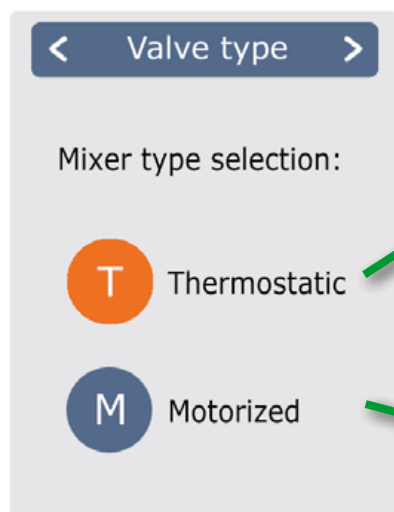 < Valve type >
Mixer type selection:
T Thermostatic
M Motorized